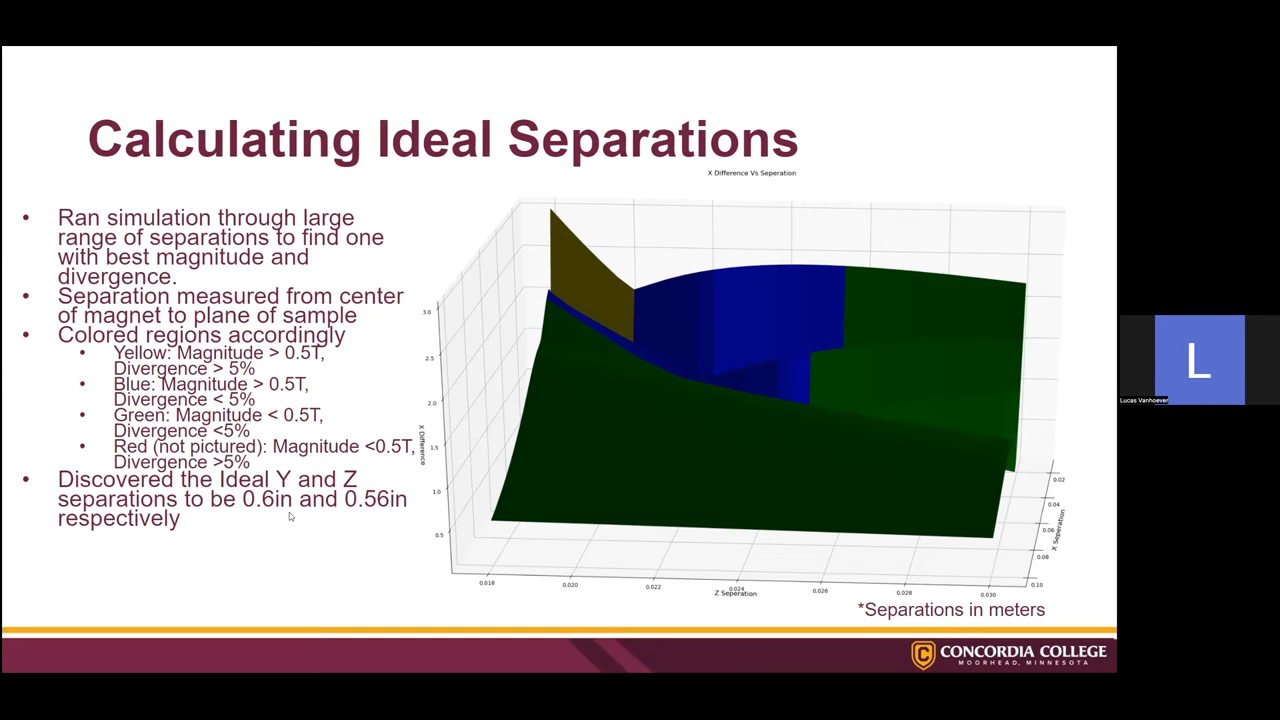 Calculating Ideal Separations
X Difference Vs Seperation
• Ran simulation through large
range of separations to find one
with best magnitude and
divergence.
• Separation measured from center
of magnet to plane of sample
• Colored regions accordingly
• Yellow: Magnitude > 0.5T,
Divergence > 5%
• Blue: Magnitude > 0.5T,
Divergence < 5%
• Green: Magnitude < 0.5T,
Divergence <5%
• Red (not pictured): Magnitude <0.5T,
Divergence >5%
• Discovered the Ideal Y and Z
separations to be 0.6in and 0.56in
respectively
3.0
2.5
2.0
1.5
1.0
0.5
X Difference
0.018
0.020
0.022
0.024
0.026
0.028
0.030
Z Seperation
0.02
0.04
0.06
0.08
0.10
X Seperation
*Separations in meters
C CONCORDIA COLLEGE
MOORHEAD, MINNESOTA
L
Lucas Vanhoever